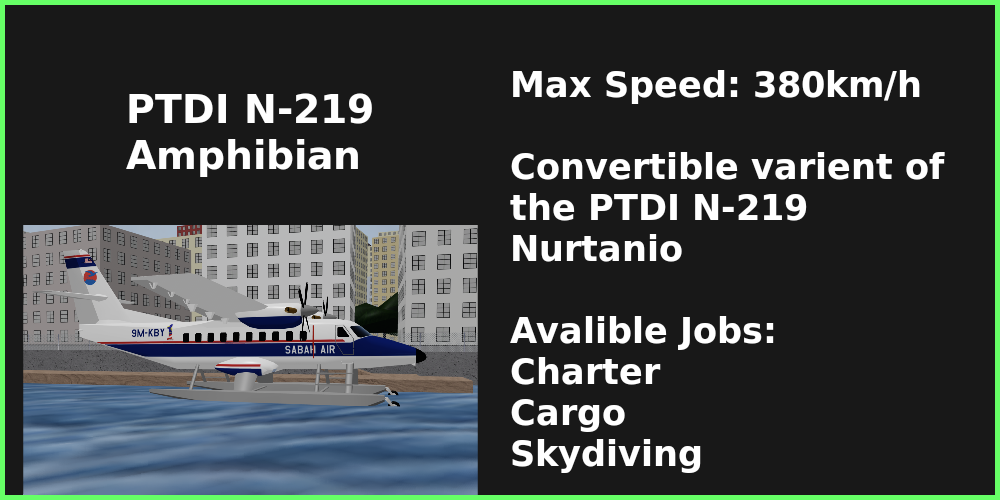 PTDI N-219
Amphibian
Max Speed: 380km/h
Convertible varient of
the PTDI N-219
Nurtanio
Avalible Jobs:
Charter
Cargo
Skydiving
9M-KBY
SABAH AIR